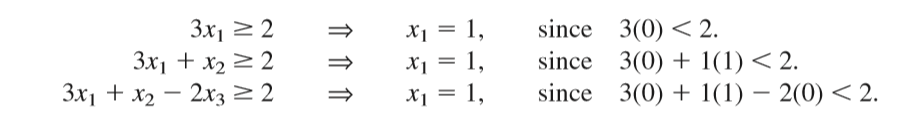 3x₁ ≥ 2 ⇒ x₁ = 1, since 3(0) < 2.
3x₁ + x₂ ≥ 2 ⇒ x₁ = 1, since 3(0) + 1(1) < 2.
3x₁ + x₂ − 2x₃ ≥ 2 ⇒ x₁ = 1, since 3(0) + 1(1) − 2(0) < 2.